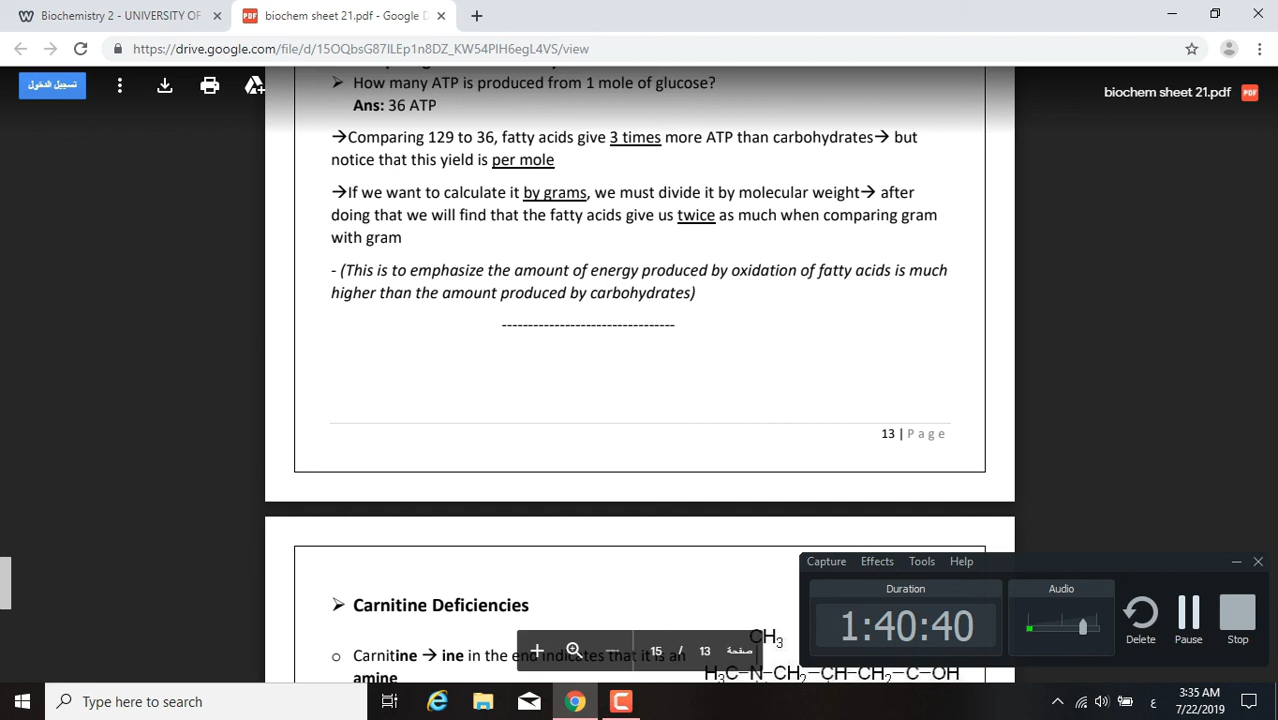 Biochemistry 2 - UNIVERSITY OF
biochem sheet 21.pdf - Google D
https://drive.google.com/file/d/15OQbsG87ILEp1n8DZ_KW54PIH6egL4VS/view
تسجيل الدخول
biochem sheet 21.pdf
PDF
➢ How many ATP is produced from 1 mole of glucose?
Ans: 36 ATP
→Comparing 129 to 36, fatty acids give 3 times more ATP than carbohydrates→ but
notice that this yield is per mole
→If we want to calculate it by grams, we must divide it by molecular weight→ after
doing that we will find that the fatty acids give us twice as much when comparing gram
with gram
- (This is to emphasize the amount of energy produced by oxidation of fatty acids is much
higher than the amount produced by carbohydrates)
---------------------------------
13 | Page
➢ Carnitine Deficiencies
o Carnitine → ine in the end indicates that it is an
amine
CH3
H3C–N–CH2–CH–CH2–C–OH
صفحة 13 / 15
Capture Effects Tools Help
Duration
1:40:40
Audio
Delete
Pause
Stop
Type here to search
ع
3:35 AM
7/22/2019